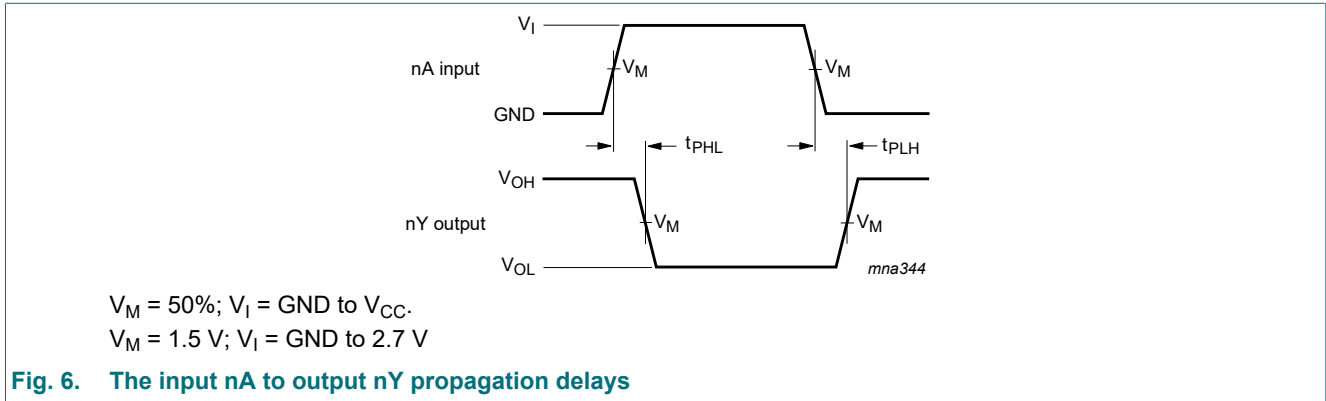 V_I
nA input V_M V_M
GND
t_PHL t_PLH
V_OH
nY output V_M V_M
V_OL mna344
V_M = 50%; V_I = GND to V_CC.
V_M = 1.5 V; V_I = GND to 2.7 V
Fig. 6. The input nA to output nY propagation delays